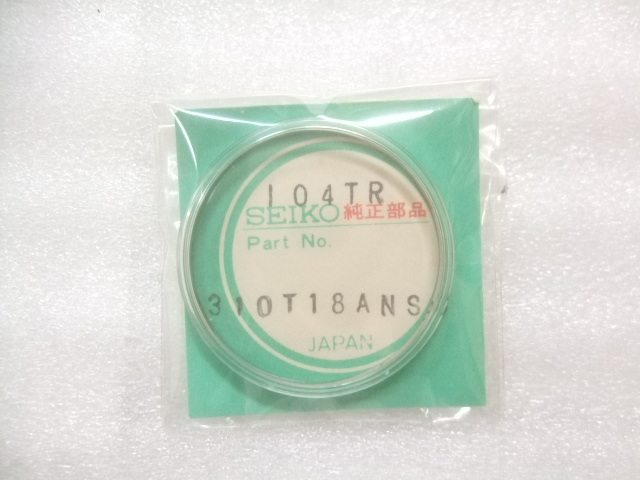 104TR
SEIKO 純正部品
Part No.
310T18ANS
JAPAN